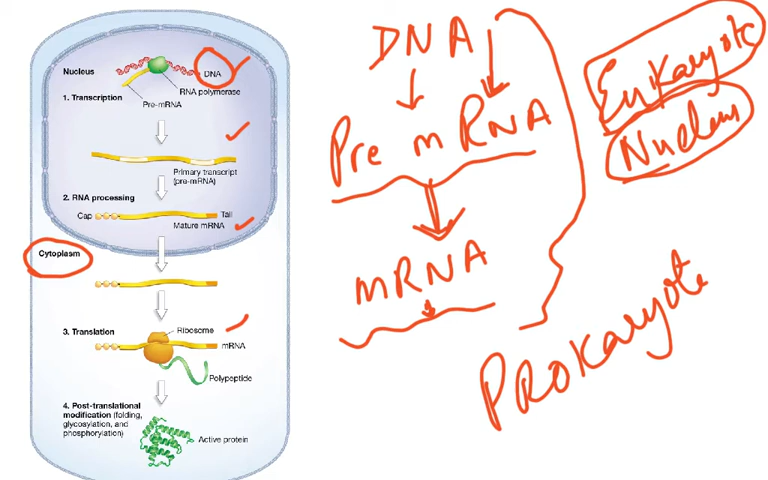 Nucleus
DNA
RNA polymerase
1. Transcription
Pre-mRNA
Primary transcript
(pre-mRNA)
2. RNA processing
Cap
Tail
Mature mRNA
Cytoplasm
3. Translation
Ribosome
mRNA
Polypeptide
4. Post-translational
modification (folding,
glycosylation, and
phosphorylation)
Active protein
DNA
Pre mRNA
mRNA
Eukaryote
Nucleus
PROkaryote